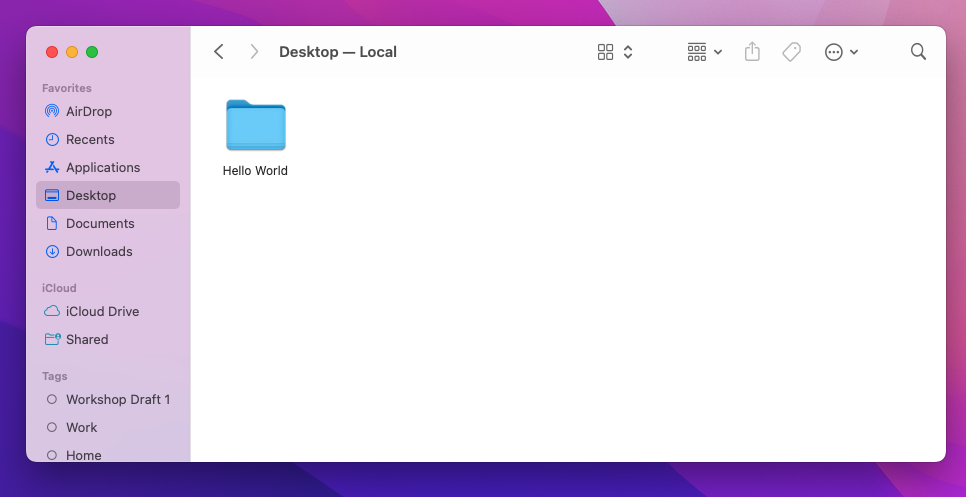 Desktop — Local
Favorites
AirDrop
Recents
Applications
Desktop
Documents
Downloads
iCloud
iCloud Drive
Shared
Tags
Workshop Draft 1
Work
Home
Hello World